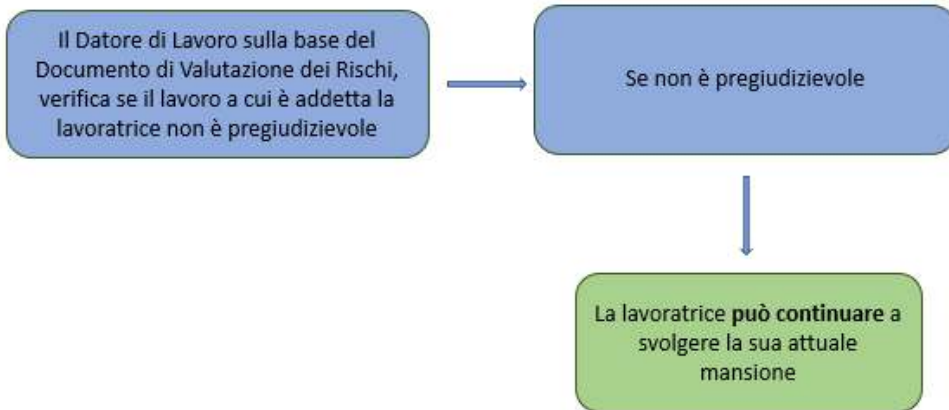 Il Datore di Lavoro sulla base del
Documento di Valutazione dei Rischi,
verifica se il lavoro a cui è addetta la
lavoratrice non è pregiudizievole
Se non è pregiudizievole
La lavoratrice può continuare a
svolgere la sua attuale
mansione